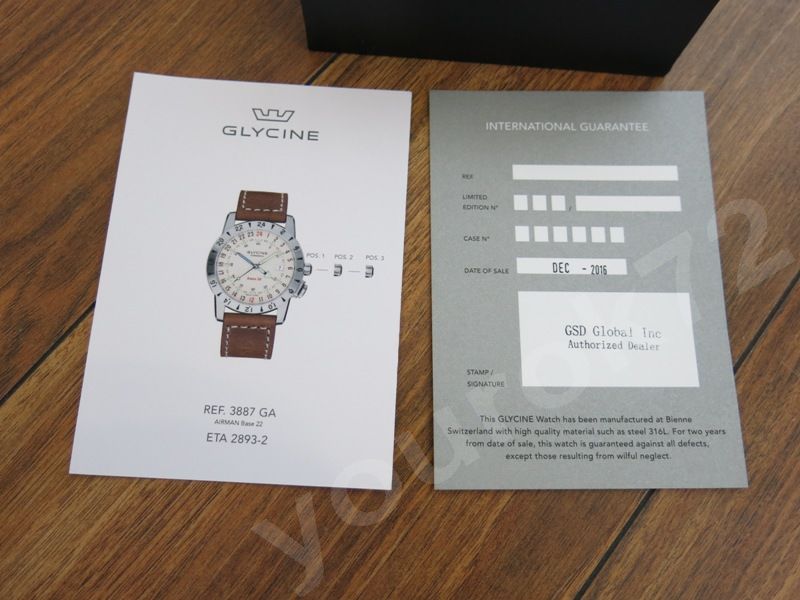 GLYCINE
POS. 1 POS. 2 POS. 3
GLYCINE
REF. 3887 GA
AIRMAN Base 22
ETA 2893-2
INTERNATIONAL GUARANTEE
REF.
LIMITED
EDITION N° /
CASE N°
DATE OF SALE DEC - 2016
GSD Global Inc
Authorized Dealer
STAMP /
SIGNATURE
This GLYCINE Watch has been manufactured at Bienne
Switzerland with high quality material such as steel 316L. For two years
from date of sale, this watch is guaranteed against all defects,
except those resulting from wilful neglect.
yourok72